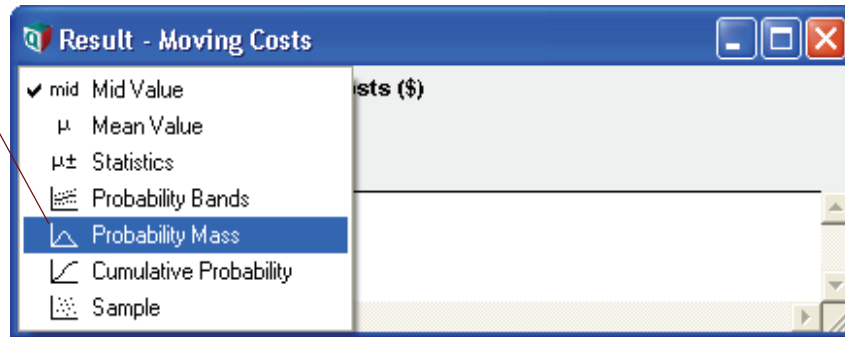 Result - Moving Costs
mid Mid Value
sts ($)
µ Mean Value
µ± Statistics
Probability Bands
Probability Mass
Cumulative Probability
Sample